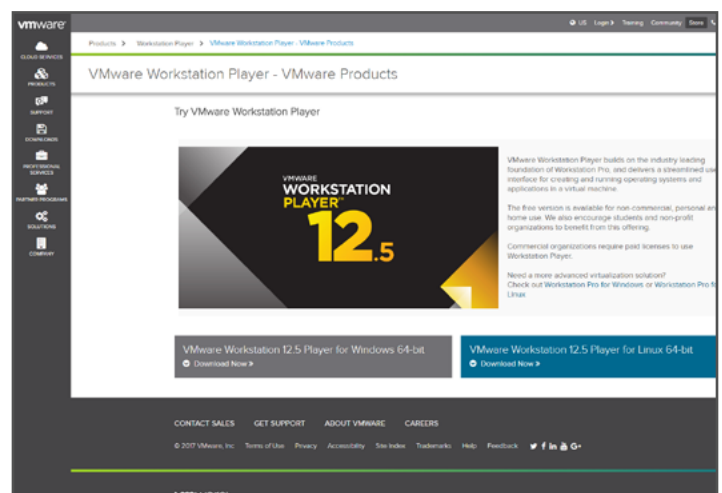 vmware
US Login > Training Community Store
CLOUD SERVICES
PRODUCTS
SUPPORT
DOWNLOADS
PROFESSIONAL SERVICES
PARTNER PROGRAMS
SOLUTIONS
COMPANY
Products > Workstation Player > VMware Workstation Player - VMware Products
VMware Workstation Player - VMware Products
Try VMware Workstation Player
VMWARE
WORKSTATION
PLAYER™
12.5
VMware Workstation Player builds on the industry leading
foundation of Workstation Pro, and delivers a streamlined
interface for creating and running operating systems and
applications in a virtual machine.
The free version is available for non-commercial, personal
home use. We also encourage students and non-profit
organizations to benefit from this offering.
Commercial organizations require paid licenses to use
Workstation Player.
Need a more advanced virtualization solution?
Check out Workstation Pro for Windows or Workstation Pro
Linux
VMware Workstation 12.5 Player for Windows 64-bit
Download Now >
VMware Workstation 12.5 Player for Linux 64-bit
Download Now >
CONTACT SALES GET SUPPORT ABOUT VMWARE CAREERS
© 2017 VMware, Inc Terms of Use Privacy Accessibility Site Index Trademarks Help Feedback